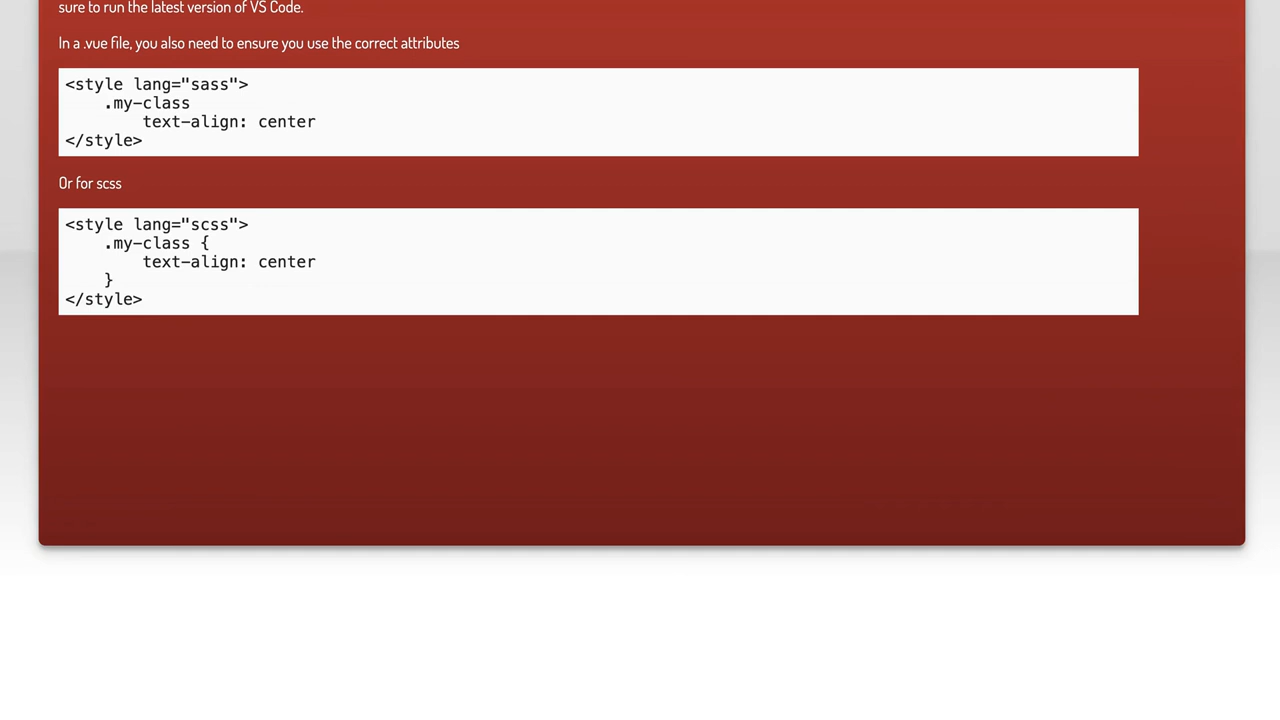 sure to run the latest version of VS Code.
In a .vue file, you also need to ensure you use the correct attributes
<style lang="sass">
    .my-class
        text-align: center
</style>
Or for scss
<style lang="scss">
    .my-class {
        text-align: center
    }
</style>